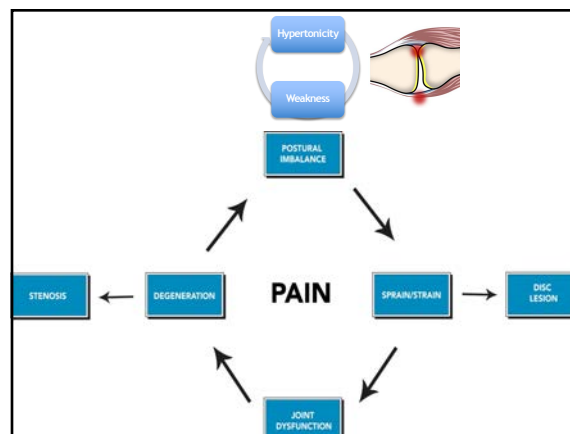 Hypertonicity
Weakness
POSTURAL
IMBALANCE
STENOSIS
DEGENERATION
PAIN
SPRAIN/STRAIN
DISC
LESION
JOINT
DYSFUNCTION